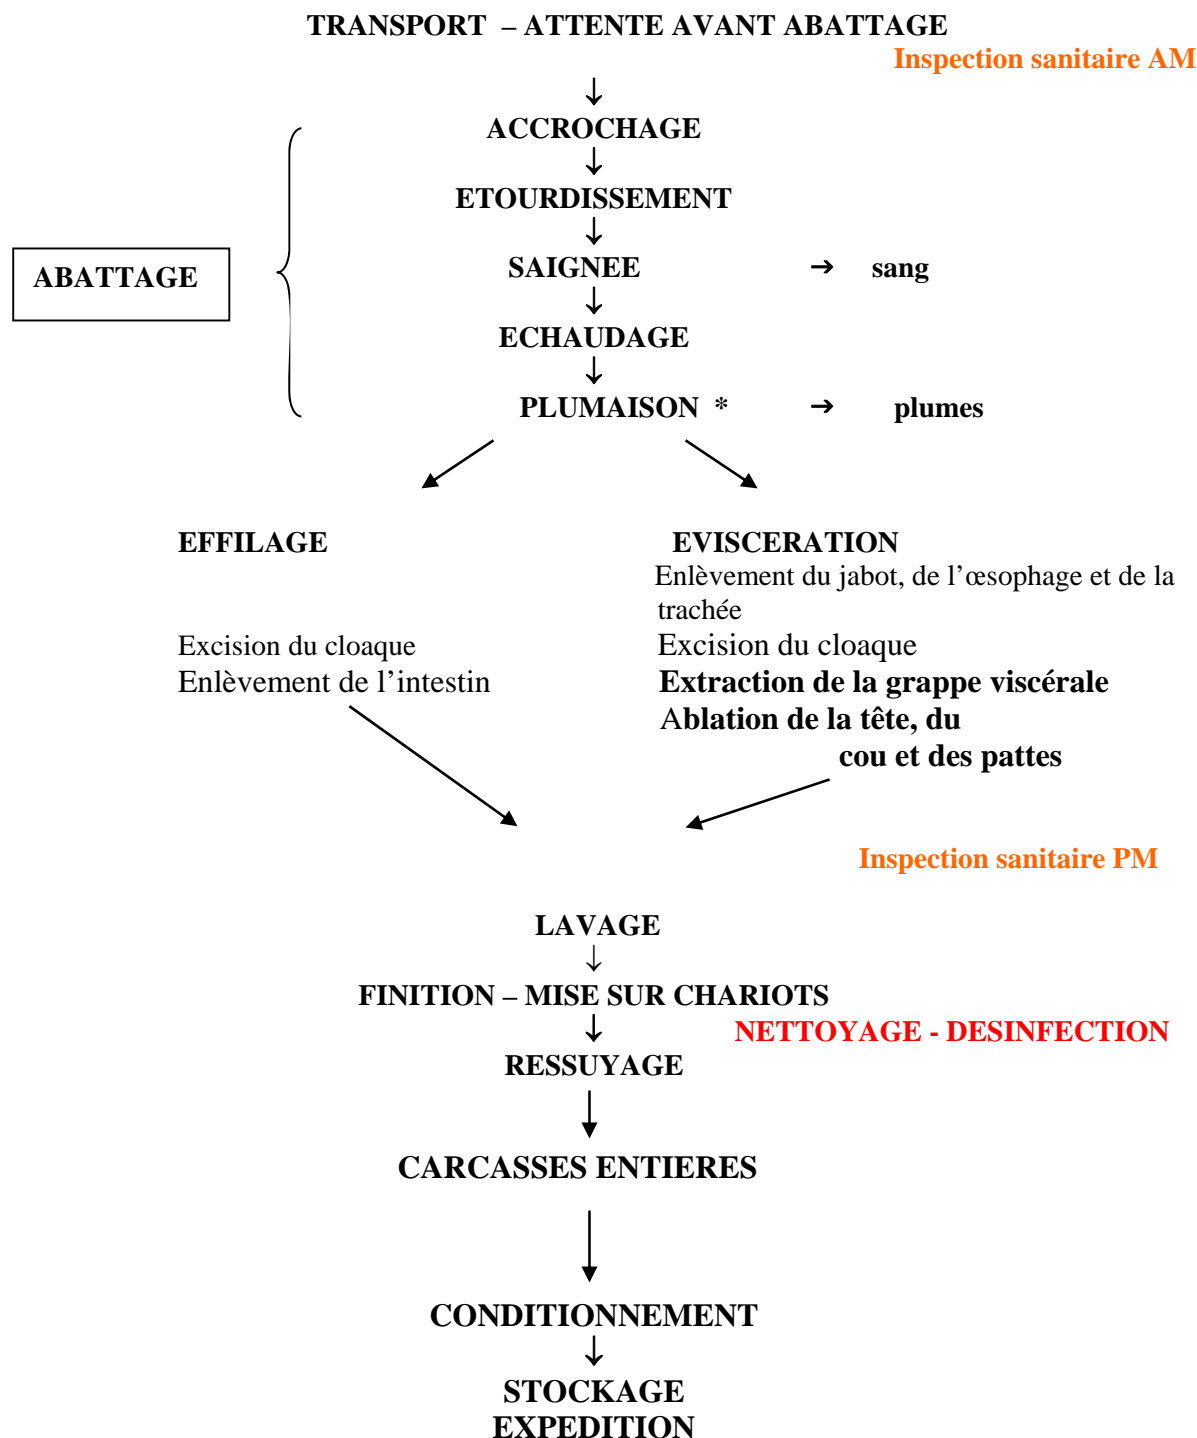 TRANSPORT – ATTENTE AVANT ABATTAGE
Inspection sanitaire AM
↓
ACCROCHAGE
↓
ETOURDISSEMENT
↓
ABATTAGE
SAIGNEE → sang
↓
ECHAUDAGE
↓
PLUMAISON * → plumes
EFFILAGE
Excision du cloaque
Enlèvement de l’intestin
EVISCERATION
Enlèvement du jabot, de l’œsophage et de la
trachée
Excision du cloaque
Extraction de la grappe viscérale
Ablation de la tête, du
cou et des pattes
Inspection sanitaire PM
LAVAGE
↓
FINITION – MISE SUR CHARIOTS
↓
NETTOYAGE - DESINFECTION
RESSUYAGE
CARCASSES ENTIERES
CONDITIONNEMENT
↓
STOCKAGE
EXPEDITION